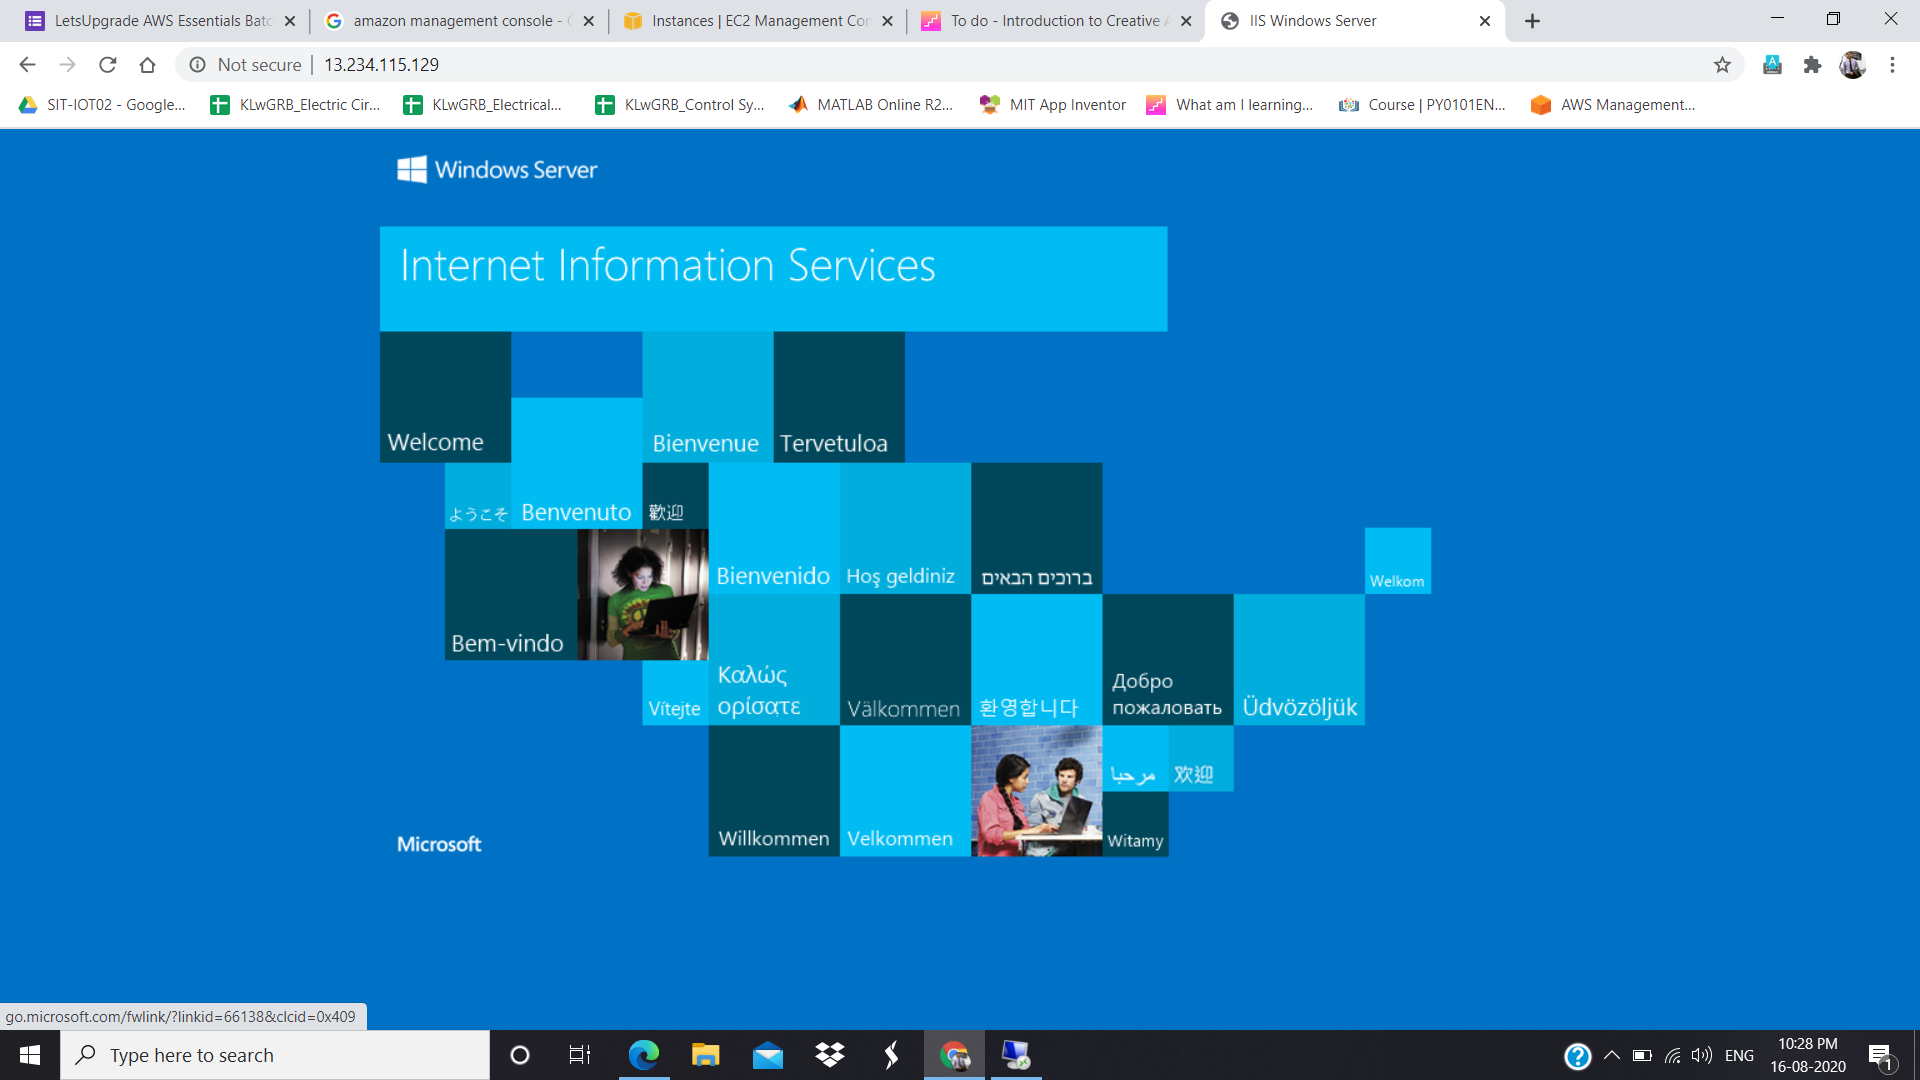 LetsUpgrade AWS Essentials Batc
amazon management console - G
Instances | EC2 Management Con
To do - Introduction to Creative A
IIS Windows Server
Not secure
13.234.115.129
SIT-IOT02 - Google...
KLwGRB_Electric Cir...
KLwGRB_Electrical...
KLwGRB_Control Sy...
MATLAB Online R2...
MIT App Inventor
What am I learning...
Course | PY0101EN...
AWS Management...
Windows Server
Internet Information Services
Welcome
Bienvenue
Tervetuloa
ようこそ
Benvenuto
歡迎
Bienvenido
Hoş geldiniz
ברוכים הבאים
Welkom
Bem-vindo
Vítejte
Καλώς
ορίσατε
Välkommen
환영합니다
Добро
пожаловать
Üdvözöljük
Microsoft
Willkommen
Velkommen
مرحبا
欢迎
Witamy
go.microsoft.com/fwlink/?linkid=66138&clcid=0x409
Type here to search
ENG
10:28 PM
16-08-2020
1